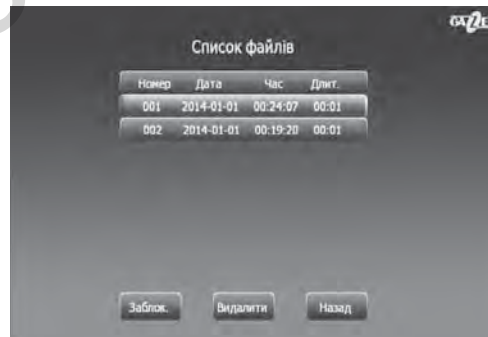 Список файлів
Номер Дата Час Длит.
001 2014-01-01 00:24:07 00:01
002 2014-01-01 00:19:20 00:01
Заблок. Видалити Назад